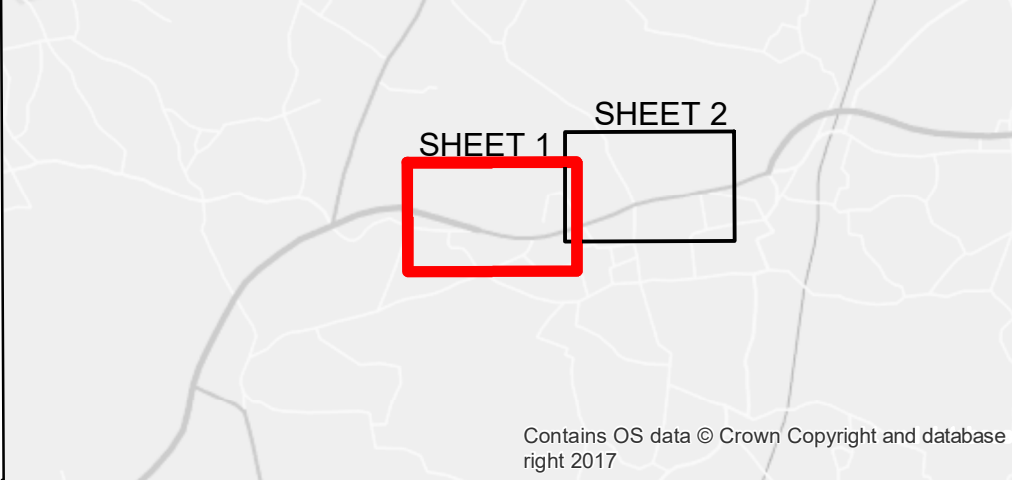 SHEET 2
SHEET 1
Contains OS data © Crown Copyright and database
right 2017